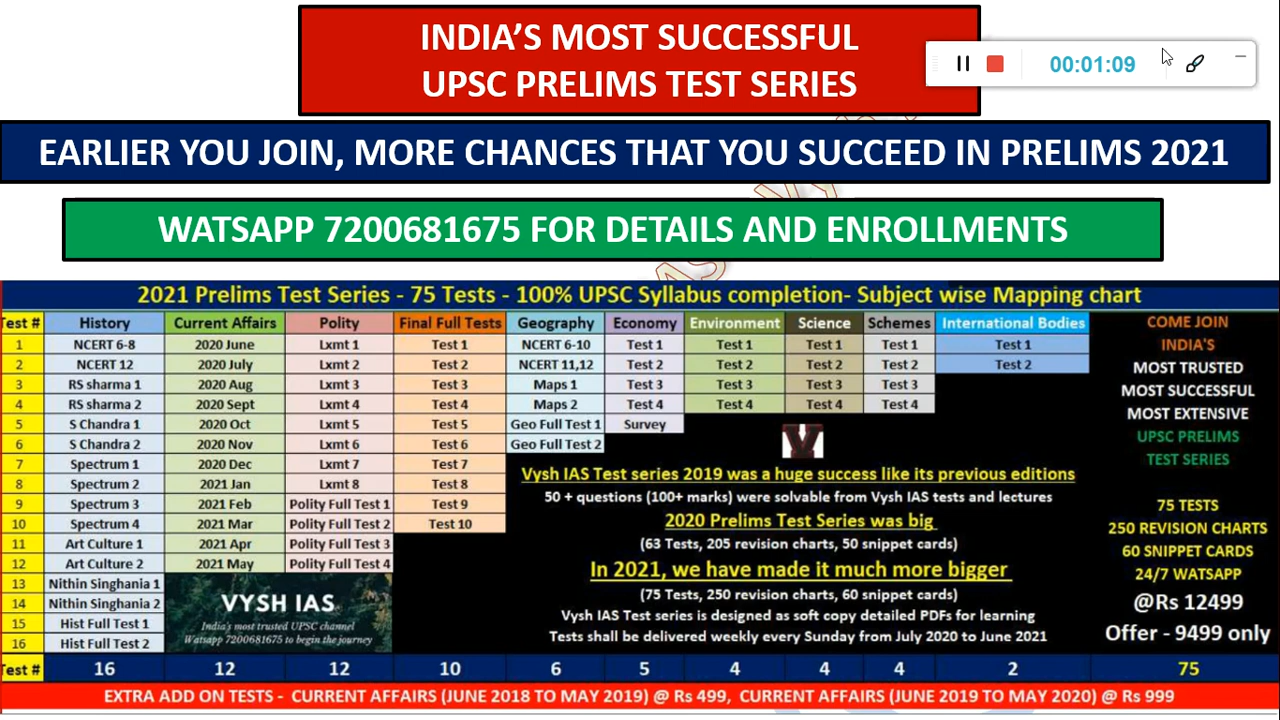 INDIA'S MOST SUCCESSFUL
UPSC PRELIMS TEST SERIES
00:01:09
EARLIER YOU JOIN, MORE CHANCES THAT YOU SUCCEED IN PRELIMS 2021
WATSAPP 7200681675 FOR DETAILS AND ENROLLMENTS
2021 Prelims Test Series - 75 Tests - 100% UPSC Syllabus completion- Subject wise Mapping chart
Test # History Current Affairs Polity Final Full Tests Geography Economy Environment Science Schemes International Bodies
1 NCERT 6-8 2020 June Lxmt 1 Test 1 NCERT 6-10 Test 1 Test 1 Test 1 Test 1 Test 1
2 NCERT 12 2020 July Lxmt 2 Test 2 NCERT 11,12 Test 2 Test 2 Test 2 Test 2 Test 2
3 RS sharma 1 2020 Aug Lxmt 3 Test 3 Maps 1 Test 3 Test 3 Test 3 Test 3
4 RS sharma 2 2020 Sept Lxmt 4 Test 4 Maps 2 Test 4 Test 4 Test 4 Test 4
5 S Chandra 1 2020 Oct Lxmt 5 Test 5 Geo Full Test 1 Survey
6 S Chandra 2 2020 Nov Lxmt 6 Test 6 Geo Full Test 2
7 Spectrum 1 2020 Dec Lxmt 7 Test 7
8 Spectrum 2 2021 Jan Lxmt 8 Test 8
9 Spectrum 3 2021 Feb Polity Full Test 1 Test 9
10 Spectrum 4 2021 Mar Polity Full Test 2 Test 10
11 Art Culture 1 2021 Apr Polity Full Test 3
12 Art Culture 2 2021 May Polity Full Test 4
13 Nithin Singhania 1
14 Nithin Singhania 2
15 Hist Full Test 1
16 Hist Full Test 2
VYSH IAS
India's most trusted UPSC channel
Watsapp 7200681675 to begin the journey
V
Vysh IAS Test series 2019 was a huge success like its previous editions
50 + questions (100+ marks) were solvable from Vysh IAS tests and lectures
2020 Prelims Test Series was big
(63 Tests, 205 revision charts, 50 snippet cards)
In 2021, we have made it much more bigger
(75 Tests, 250 revision charts, 60 snippet cards)
Vysh IAS Test series is designed as soft copy detailed PDFs for learning
Tests shall be delivered weekly every Sunday from July 2020 to June 2021
COME JOIN
INDIA'S
MOST TRUSTED
MOST SUCCESSFUL
MOST EXTENSIVE
UPSC PRELIMS
TEST SERIES
75 TESTS
250 REVISION CHARTS
60 SNIPPET CARDS
24/7 WATSAPP
@Rs 12499
Offer - 9499 only
Test # 16 12 12 10 6 5 4 4 4 2 75
EXTRA ADD ON TESTS - CURRENT AFFAIRS (JUNE 2018 TO MAY 2019) @ Rs 499, CURRENT AFFAIRS (JUNE 2019 TO MAY 2020) @ Rs 999